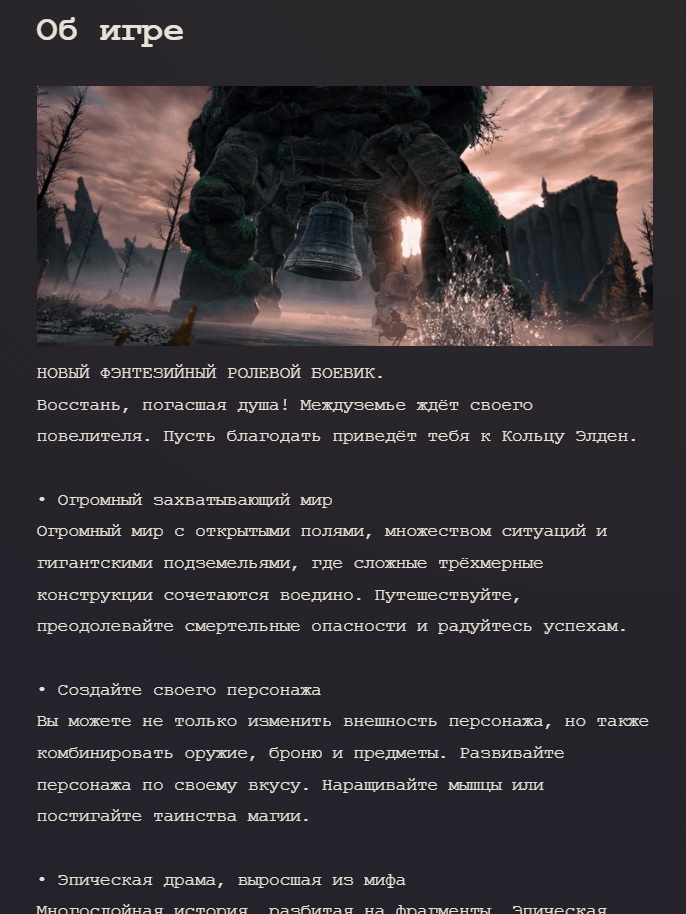 Об игре
НОВЫЙ ФЭНТЕЗИЙНЫЙ РОЛЕВОЙ БОЕВИК.
Восстань, погасшая душа! Междуземье ждёт своего
повелителя. Пусть благодать приведёт тебя к Кольцу Элден.
• Огромный захватывающий мир
Огромный мир с открытыми полями, множеством ситуаций и
гигантскими подземельями, где сложные трёхмерные
конструкции сочетаются воедино. Путешествуйте,
преодолевайте смертельные опасности и радуйтесь успехам.
• Создайте своего персонажа
Вы можете не только изменить внешность персонажа, но также
комбинировать оружие, броню и предметы. Развивайте
персонажа по своему вкусу. Наращивайте мышцы или
постигайте таинства магии.
• Эпическая драма, выросшая из мифа
Многослойная история, разбитая на фрагменты. Эпическая